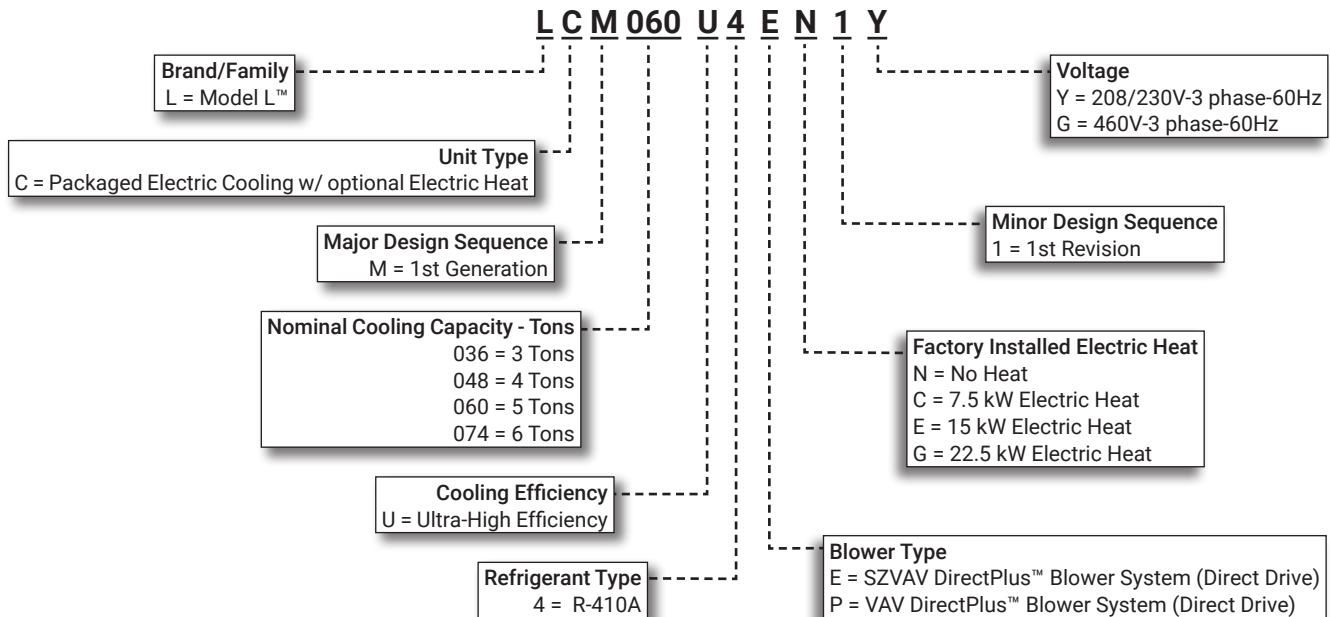 L C M 060 U 4 E N 1 Y
Brand/Family
L = Model L™
Voltage
Y = 208/230V-3 phase-60Hz
G = 460V-3 phase-60Hz
Unit Type
C = Packaged Electric Cooling w/ optional Electric Heat
Minor Design Sequence
1 = 1st Revision
Major Design Sequence
M = 1st Generation
Nominal Cooling Capacity - Tons
036 = 3 Tons
048 = 4 Tons
060 = 5 Tons
074 = 6 Tons
Factory Installed Electric Heat
N = No Heat
C = 7.5 kW Electric Heat
E = 15 kW Electric Heat
G = 22.5 kW Electric Heat
Cooling Efficiency
U = Ultra-High Efficiency
Blower Type
E = SZVAV DirectPlus™ Blower System (Direct Drive)
P = VAV DirectPlus™ Blower System (Direct Drive)
Refrigerant Type
4 = R-410A